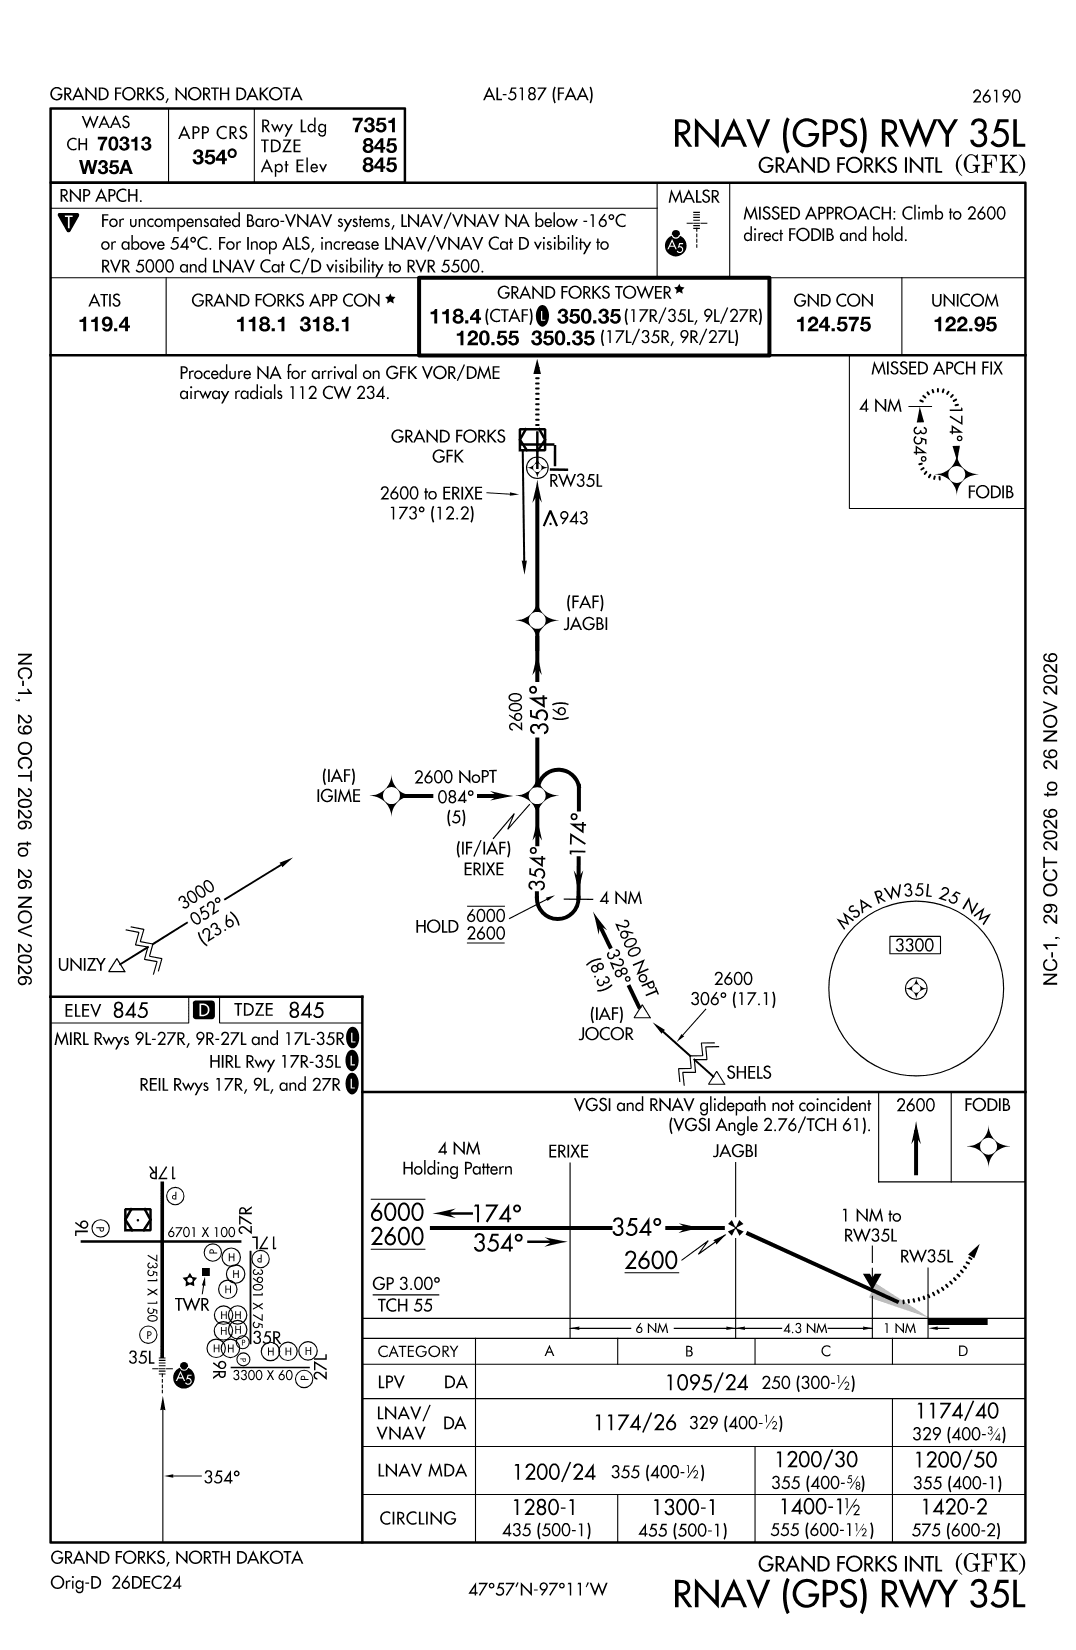 GRAND FORKS, NORTH DAKOTA
AL-5187 (FAA)
26190
WAAS
CH 70313
W35A
APP CRS
354°
Rwy Ldg 7351
TDZE 845
Apt Elev 845
RNAV (GPS) RWY 35L
GRAND FORKS INTL (GFK)
RNP APCH.
T
For uncompensated Baro-VNAV systems, LNAV/VNAV NA below -16°C
or above 54°C. For Inop ALS, increase LNAV/VNAV Cat D visibility to
RVR 5000 and LNAV Cat C/D visibility to RVR 5500.
MALSR
A5
MISSED APPROACH: Climb to 2600
direct FODIB and hold.
ATIS
119.4
GRAND FORKS APP CON ★
118.1 318.1
GRAND FORKS TOWER ★
118.4 (CTAF) L 350.35 (17R/35L, 9L/27R)
120.55 350.35 (17L/35R, 9R/27L)
GND CON
124.575
UNICOM
122.95
Procedure NA for arrival on GFK VOR/DME
airway radials 112 CW 234.
MISSED APCH FIX
4 NM
354°
174°
FODIB
GRAND FORKS
GFK
RW35L
2600 to ERIXE
173° (12.2)
943
(FAF)
JAGBI
2600
354°
(6)
(IAF)
IGIME
2600 NoPT
084°
(5)
(IF/IAF)
ERIXE
354°
174°
HOLD
6000
2600
4 NM
3000
052°
(23.6)
UNIZY
2600 NoPT
328°
(8.3)
(IAF)
JOCOR
2600
306° (17.1)
SHELS
MSA RW35L 25 NM
3300
NC-1, 29 OCT 2026 to 26 NOV 2026
NC-1, 29 OCT 2026 to 26 NOV 2026
ELEV 845
D
TDZE 845
MIRL Rwys 9L-27R, 9R-27L and 17L-35R L
HIRL Rwy 17R-35L L
REIL Rwys 17R, 9L, and 27R L
17R
P
9L
P
6701 X 100
27R
17L
P
P
H
H
H
7351 X 150
TWR
3901 X 75
H H
H H
H H
P
P
P
35R
H H H
35L
A5
9R
3300 X 60
P
27L
354°
VGSI and RNAV glidepath not coincident
(VGSI Angle 2.76/TCH 61).
2600
FODIB
4 NM
Holding Pattern
ERIXE
JAGBI
6000
2600
174°
354°
354°
2600
1 NM to
RW35L
RW35L
GP 3.00°
TCH 55
6 NM
4.3 NM
1 NM
CATEGORY A B C D
LPV DA 1095/24 250 (300-½)
LNAV/
VNAV DA 1174/26 329 (400-½)
1174/40
329 (400-¾)
LNAV MDA 1200/24 355 (400-½)
1200/30
355 (400-⅝)
1200/50
355 (400-1)
CIRCLING
1280-1
435 (500-1)
1300-1
455 (500-1)
1400-1½
555 (600-1½)
1420-2
575 (600-2)
GRAND FORKS, NORTH DAKOTA
Orig-D 26DEC24
47°57'N-97°11'W
GRAND FORKS INTL (GFK)
RNAV (GPS) RWY 35L